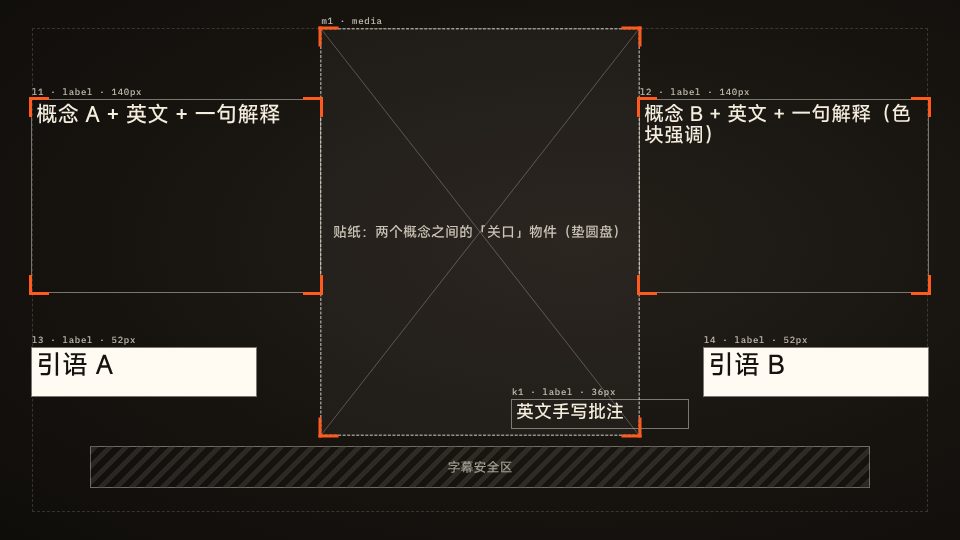 m1 · media
l1 · label · 140px
概念 A + 英文 + 一句解释
l2 · label · 140px
概念 B + 英文 + 一句解释（色
块强调）
贴纸：两个概念之间的「关口」物件（垫圆盘）
l3 · label · 52px
引语 A
l4 · label · 52px
引语 B
k1 · label · 36px
英文手写批注
字幕安全区